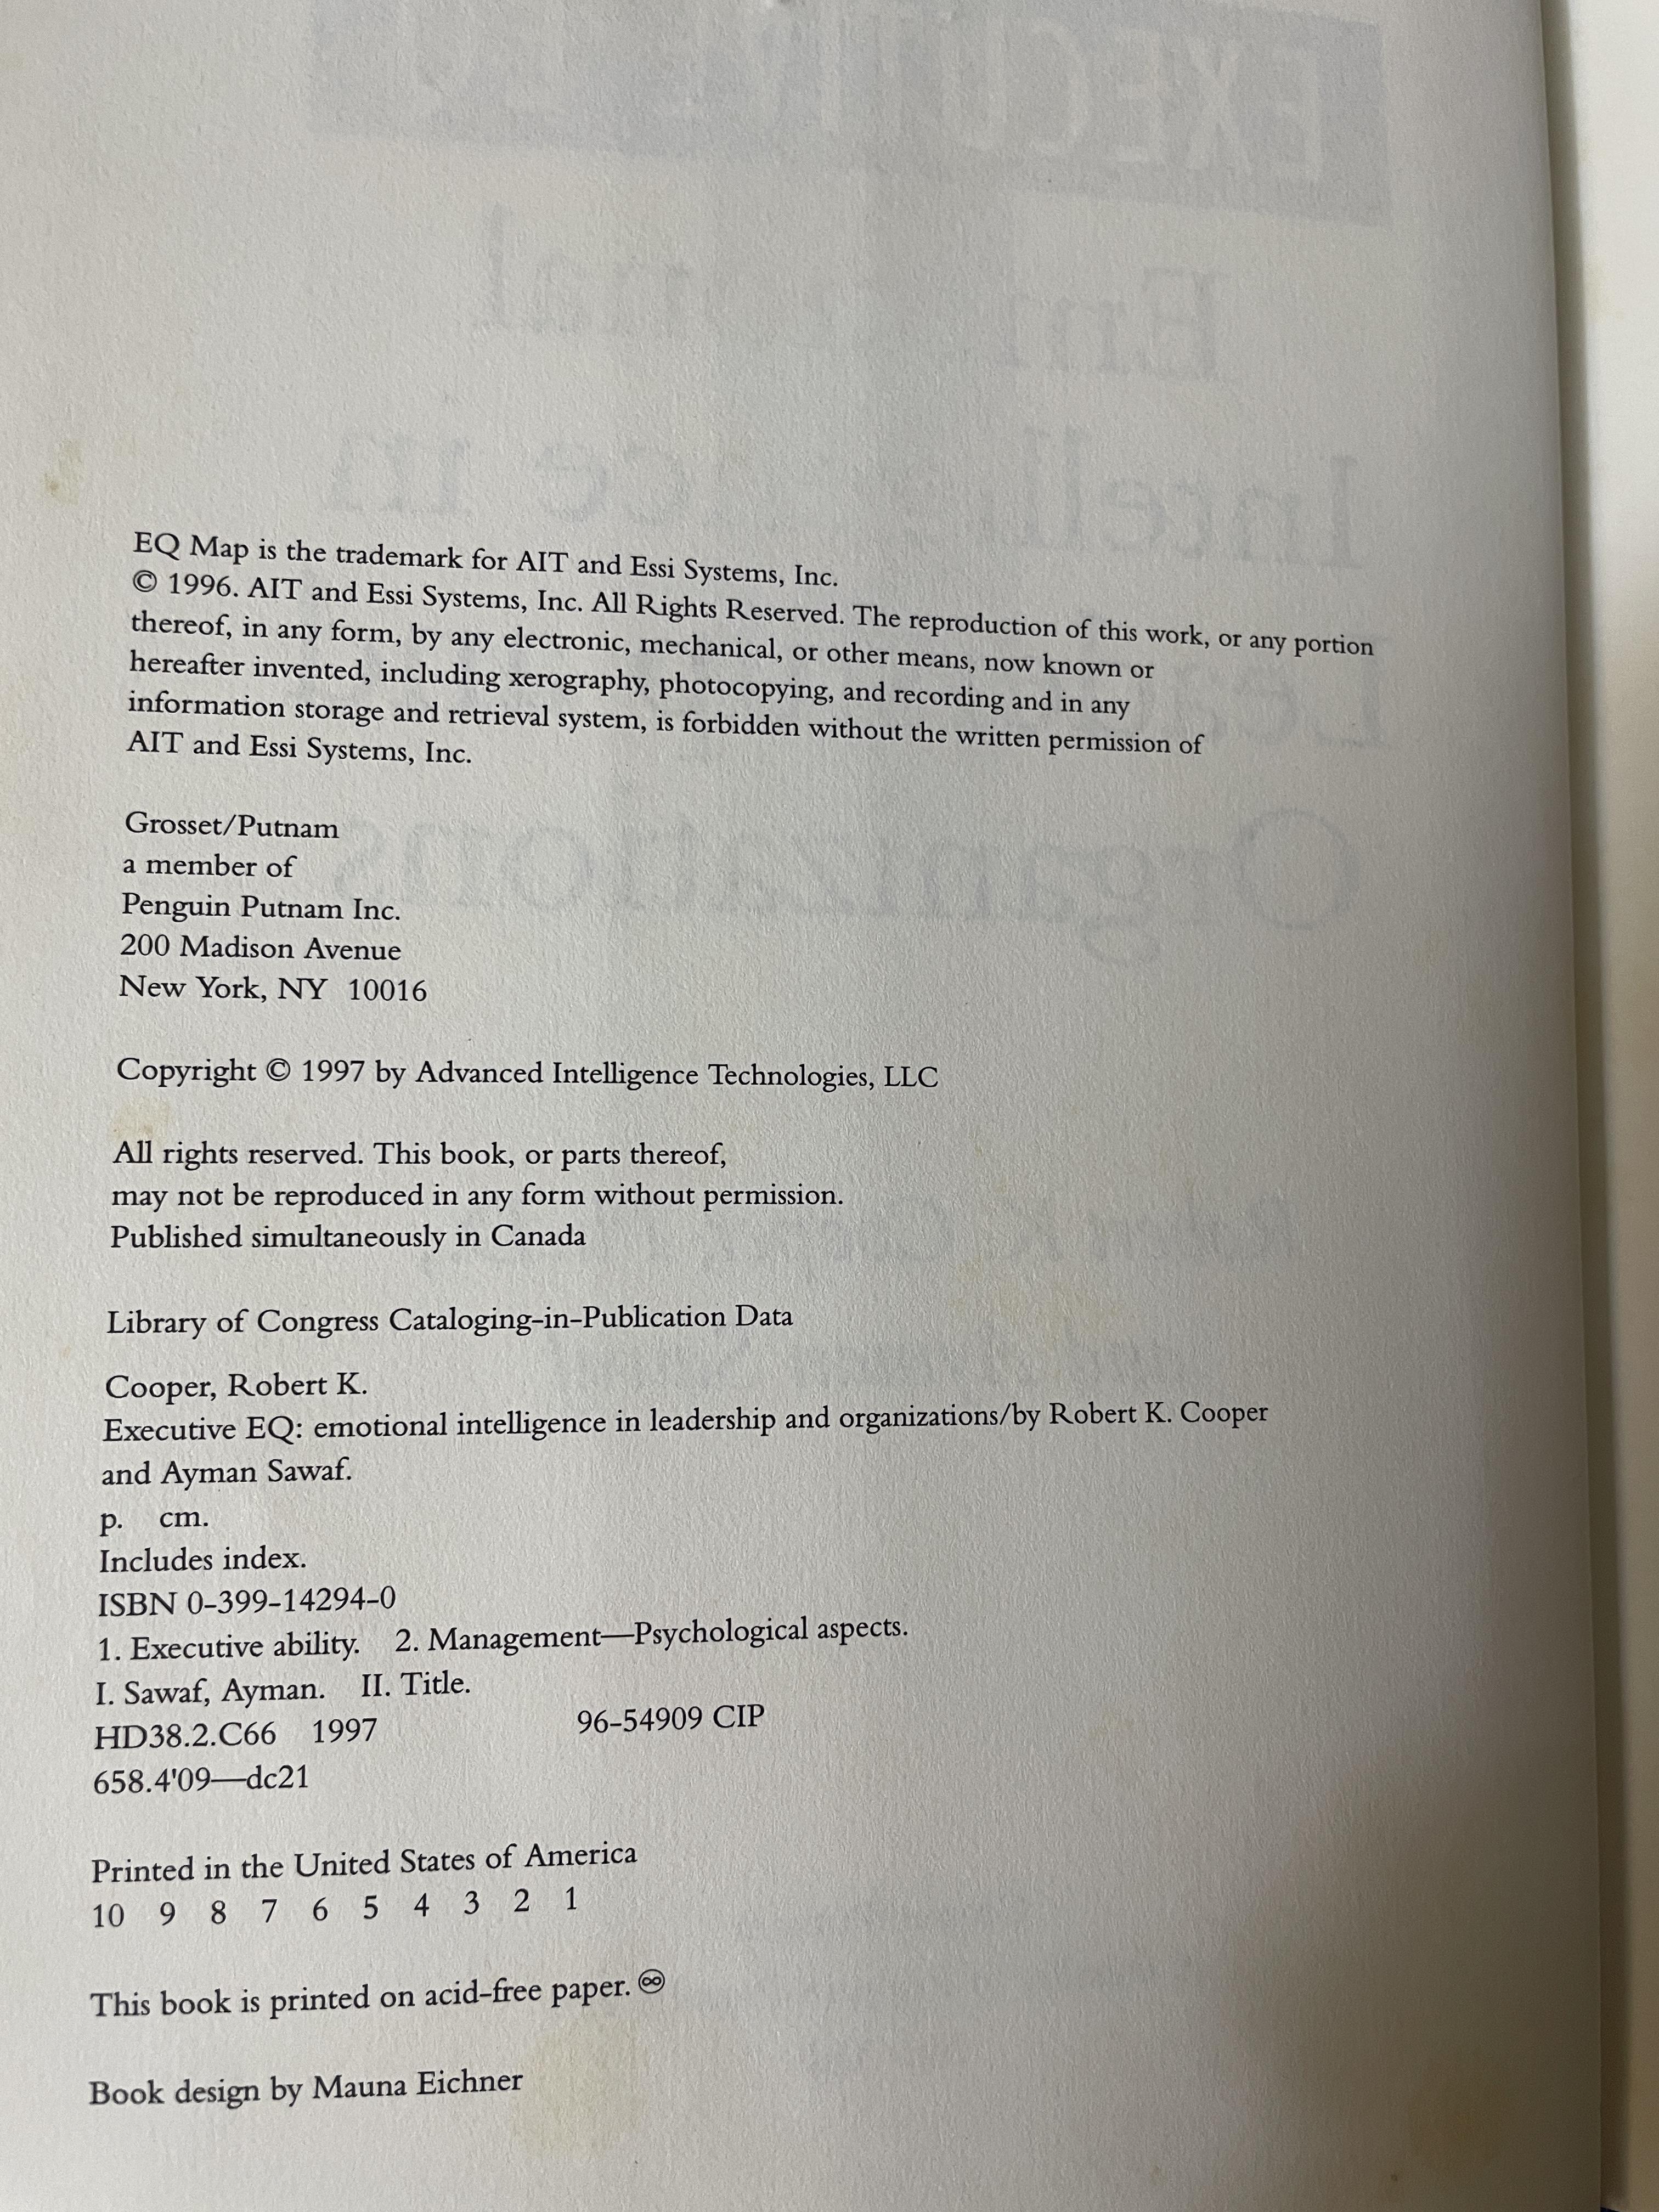 EQ Map is the trademark for AIT and Essi Systems, Inc.
© 1996. AIT and Essi Systems, Inc. All Rights Reserved. The reproduction of this work, or any portion
thereof, in any form, by any electronic, mechanical, or other means, now known or
hereafter invented, including xerography, photocopying, and recording and in any
information storage and retrieval system, is forbidden without the written permission of
AIT and Essi Systems, Inc.
Grosset/Putnam
a member of
Penguin Putnam Inc.
200 Madison Avenue
New York, NY 10016
Copyright © 1997 by Advanced Intelligence Technologies, LLC
All rights reserved. This book, or parts thereof,
may not be reproduced in any form without permission.
Published simultaneously in Canada
Library of Congress Cataloging-in-Publication Data
Cooper, Robert K.
Executive EQ: emotional intelligence in leadership and organizations/by Robert K. Cooper
and Ayman Sawaf.
p. cm.
Includes index.
ISBN 0-399-14294-0
1. Executive ability. 2. Management—Psychological aspects.
I. Sawaf, Ayman. II. Title.
HD38.2.C66 1997 96-54909 CIP
658.4'09—dc21
Printed in the United States of America
10 9 8 7 6 5 4 3 2 1
This book is printed on acid-free paper. ♾
Book design by Mauna Eichner